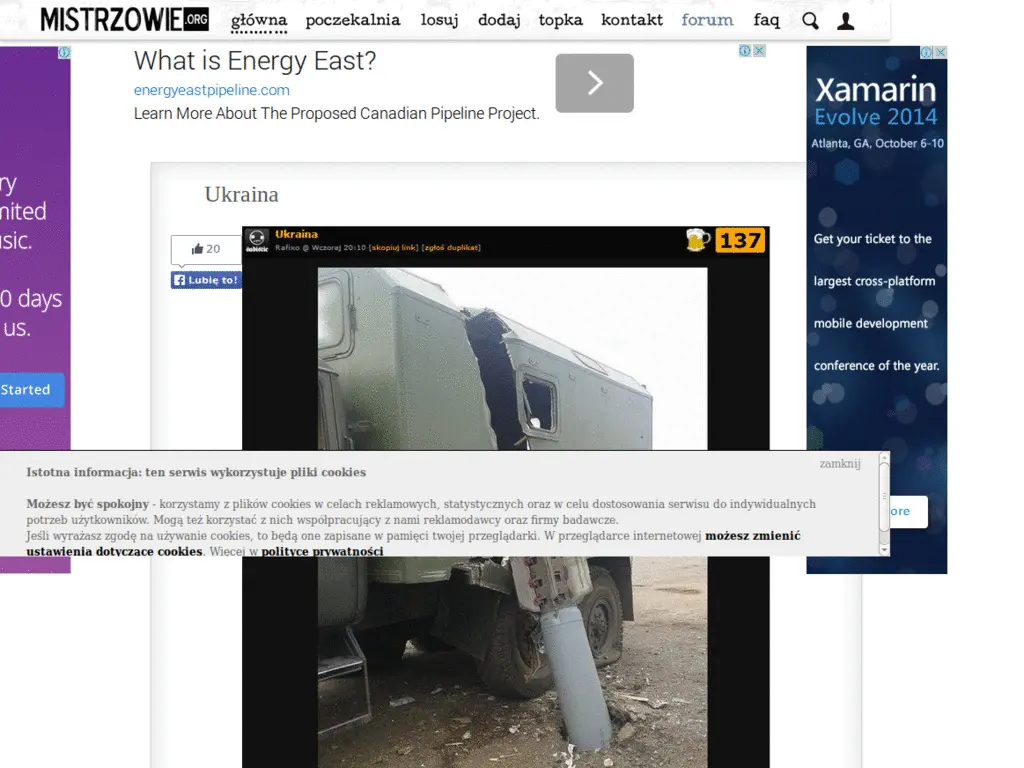 MISTRZOWIE.ORG
główna poczekalnia losuj dodaj topka kontakt forum faq
What is Energy East?
energyeastpipeline.com
Learn More About The Proposed Canadian Pipeline Project.
Xamarin
Evolve 2014
Atlanta, GA, October 6-10
Get your ticket to the
largest cross-platform
mobile development
conference of the year.
ore
ry
mited
sic.
0 days
us.
Started
Ukraina
20
Lubię to!
Ukraina
Rafixo @ Wczoraj 20:10 [skopiuj link] [zgłoś duplikat]
137
zamknij
Istotna informacja: ten serwis wykorzystuje pliki cookies
Możesz być spokojny - korzystamy z plików cookies w celach reklamowych, statystycznych oraz w celu dostosowania serwisu do indywidualnych
potrzeb użytkowników. Mogą też korzystać z nich współpracujący z nami reklamodawcy oraz firmy badawcze.
Jeśli wyrażasz zgodę na używanie cookies, to będą one zapisane w pamięci twojej przeglądarki. W przeglądarce internetowej możesz zmienić
ustawienia dotyczące cookies. Więcej w polityce prywatności